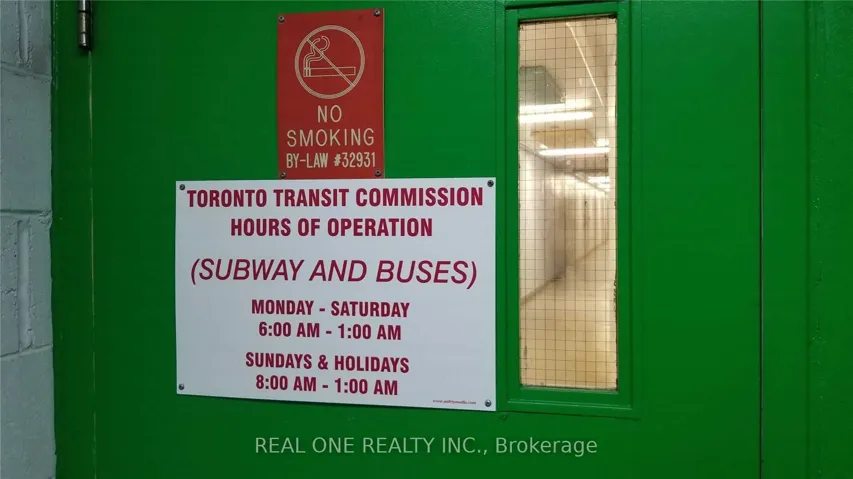 NO
SMOKING
BY-LAW #32931
TORONTO TRANSIT COMMISSION
HOURS OF OPERATION
(SUBWAY AND BUSES)
MONDAY - SATURDAY
6:00 AM - 1:00 AM
SUNDAYS & HOLIDAYS
8:00 AM - 1:00 AM
REAL ONE REALTY INC., Brokerage